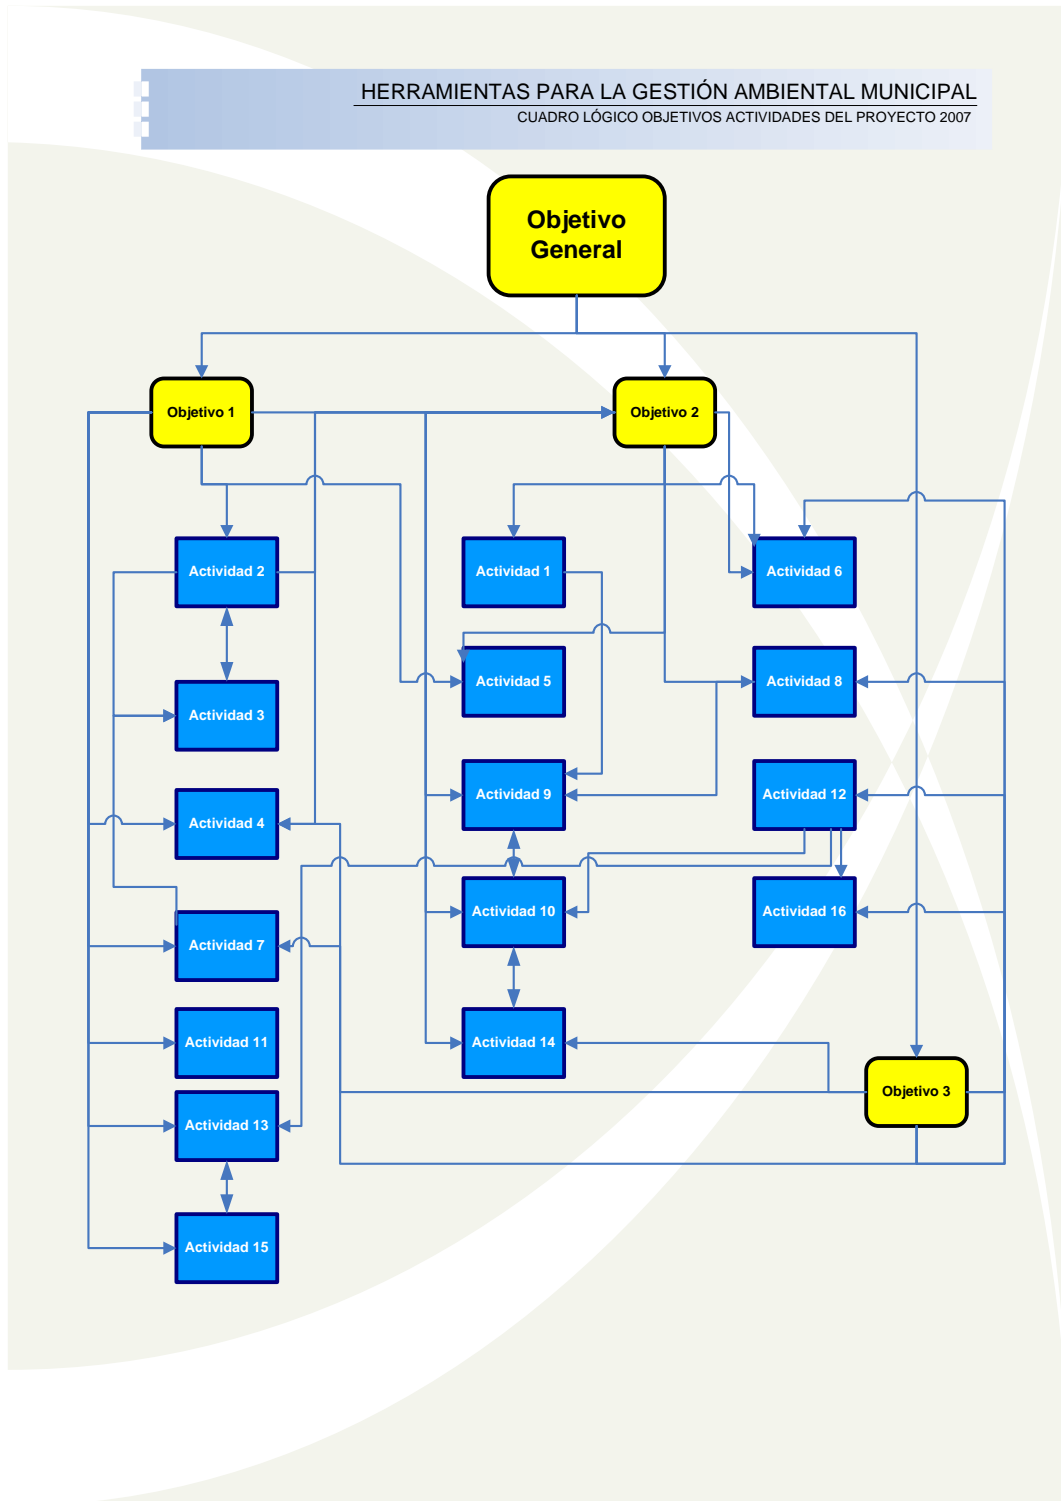 HERRAMIENTAS PARA LA GESTIÓN AMBIENTAL MUNICIPAL
CUADRO LÓGICO OBJETIVOS ACTIVIDADES DEL PROYECTO 2007
Objetivo
General
Objetivo 1
Objetivo 2
Actividad 2
Actividad 1
Actividad 6
Actividad 3
Actividad 5
Actividad 8
Actividad 4
Actividad 9
Actividad 12
Actividad 7
Actividad 10
Actividad 16
Actividad 11
Actividad 14
Objetivo 3
Actividad 13
Actividad 15